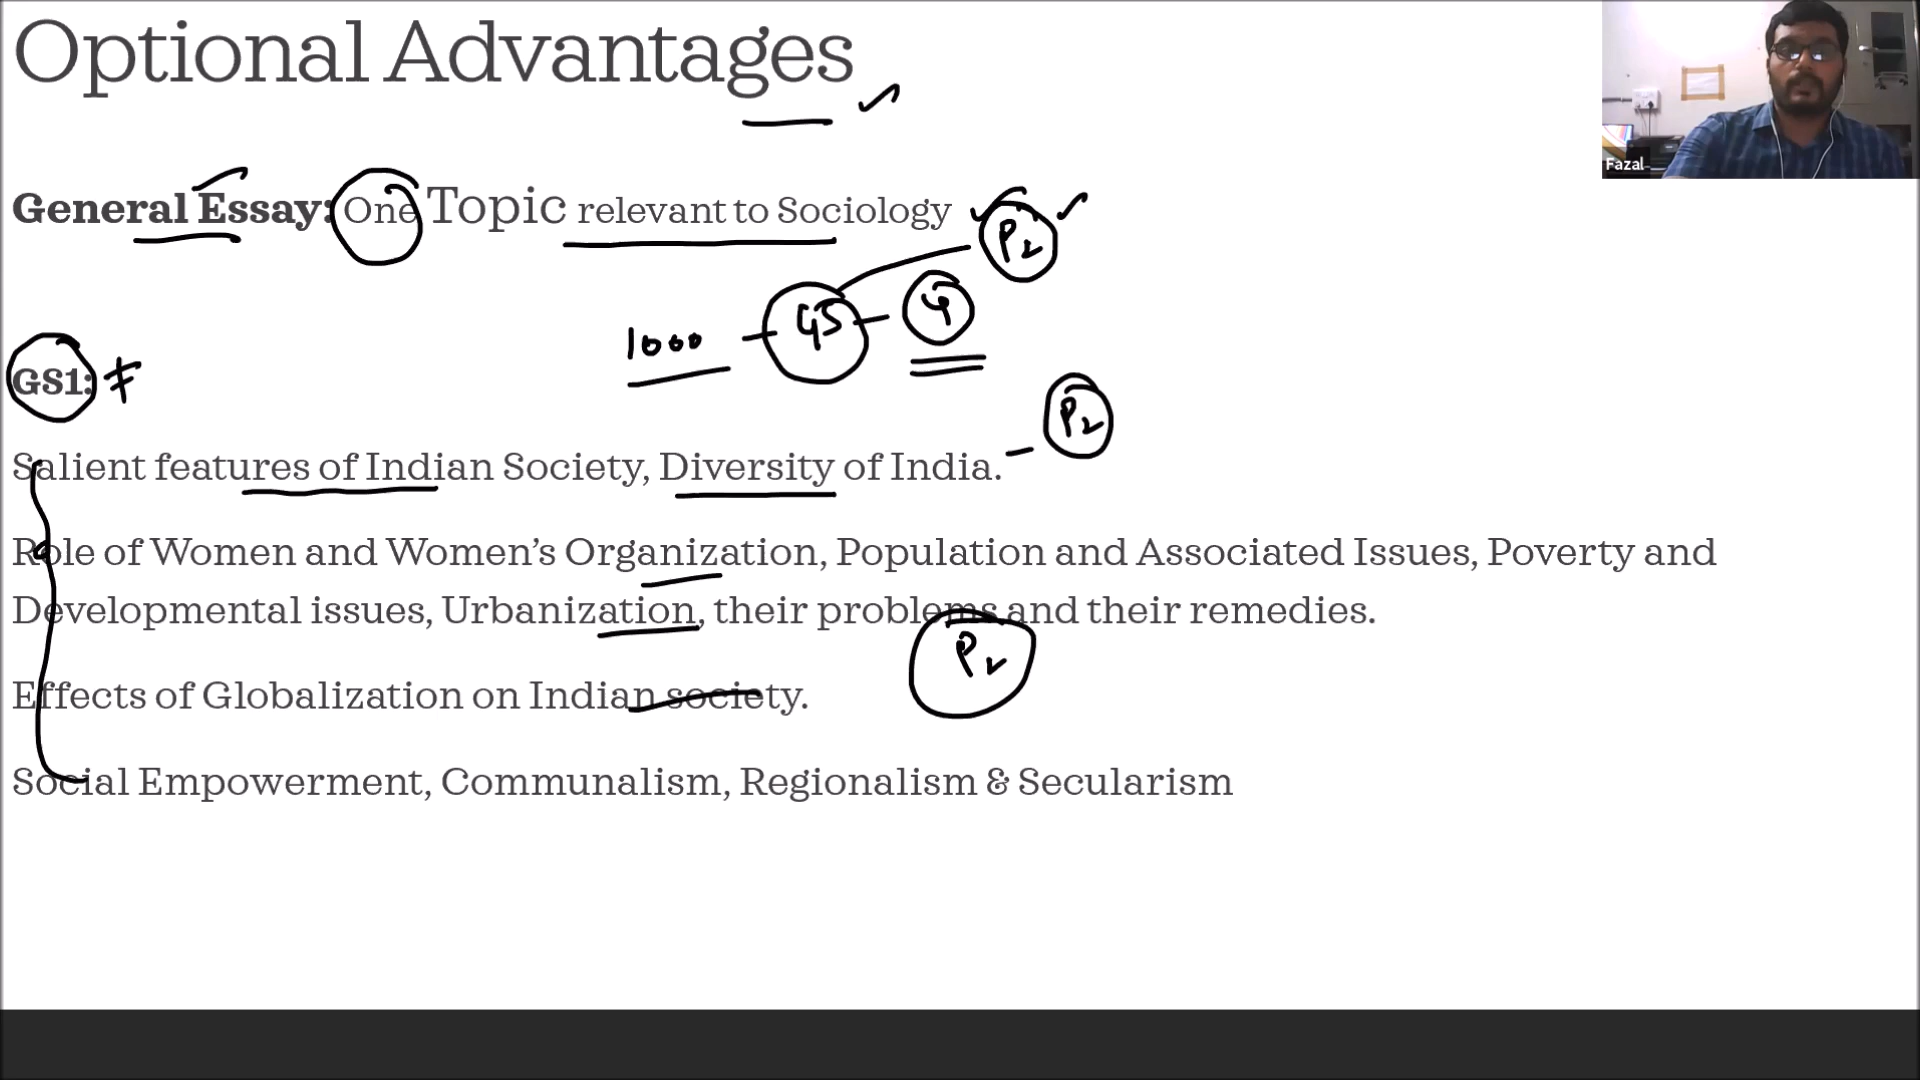 Optional Advantages
Fazal
General Essay: One Topic relevant to Sociology
P2
1000 - GS - 4
GS1:
Salient features of Indian Society, Diversity of India. - P2
Role of Women and Women's Organization, Population and Associated Issues, Poverty and
Developmental issues, Urbanization, their problems and their remedies.
P2
Effects of Globalization on Indian society.
Social Empowerment, Communalism, Regionalism & Secularism